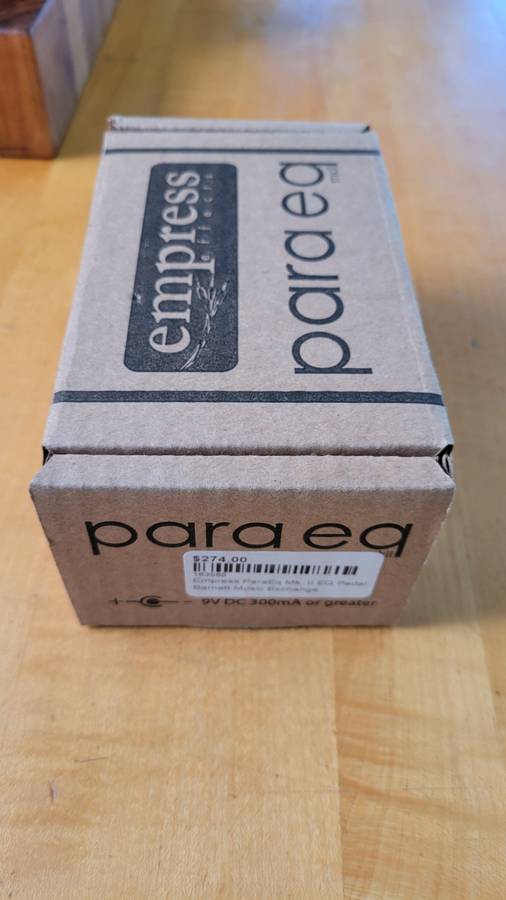 empress
effects
para eq
mkII
para eq
mkII
$274.00
Empress ParaEq Mk. II EQ Pedal
Barnett Music Exchange
+ - 9V DC 300mA or greater